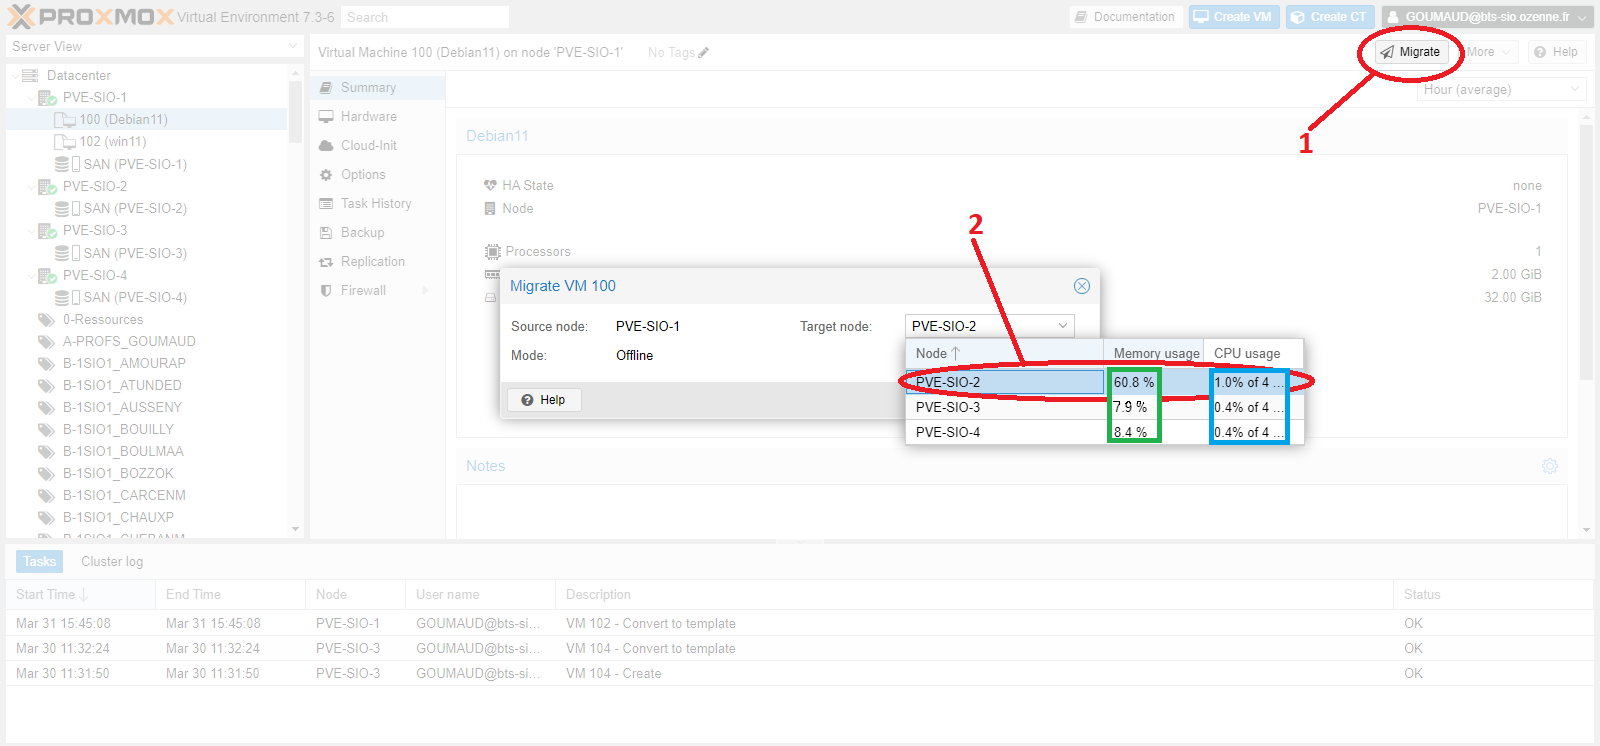 PROXMOX Virtual Environment 7.3-6 Search Documentation Create VM Create CT GOUMAUD@bts-sio.ozenne.fr
Server View
Virtual Machine 100 (Debian11) on node 'PVE-SIO-1' No Tags Migrate More Help
Hour (average)
1
Datacenter
PVE-SIO-1
100 (Debian11)
102 (win11)
SAN (PVE-SIO-1)
PVE-SIO-2
SAN (PVE-SIO-2)
PVE-SIO-3
SAN (PVE-SIO-3)
PVE-SIO-4
SAN (PVE-SIO-4)
0-Ressources
A-PROFS_GOUMAUD
B-1SIO1_AMOURAP
B-1SIO1_ATUNDED
B-1SIO1_AUSSENY
B-1SIO1_BOUILLY
B-1SIO1_BOULMAA
B-1SIO1_BOZZOK
B-1SIO1_CARCENM
B-1SIO1_CHAUXP
Summary
Hardware
Cloud-Init
Options
Task History
Backup
Replication
Firewall
Debian11
HA State none
Node PVE-SIO-1
2
Processors 1
2.00 GiB
32.00 GiB
Migrate VM 100
Source node: PVE-SIO-1 Target node: PVE-SIO-2
Mode: Offline
Help
Node Memory usage CPU usage
PVE-SIO-2 60.8 % 1.0% of 4 ...
PVE-SIO-3 7.9 % 0.4% of 4 ...
PVE-SIO-4 8.4 % 0.4% of 4 ...
Notes
Tasks Cluster log
Start Time End Time Node User name Description Status
Mar 31 15:45:08 Mar 31 15:45:08 PVE-SIO-1 GOUMAUD@bts-si... VM 102 - Convert to template OK
Mar 30 11:32:24 Mar 30 11:32:24 PVE-SIO-3 GOUMAUD@bts-si... VM 104 - Convert to template OK
Mar 30 11:31:50 Mar 30 11:31:50 PVE-SIO-3 GOUMAUD@bts-si... VM 104 - Create OK